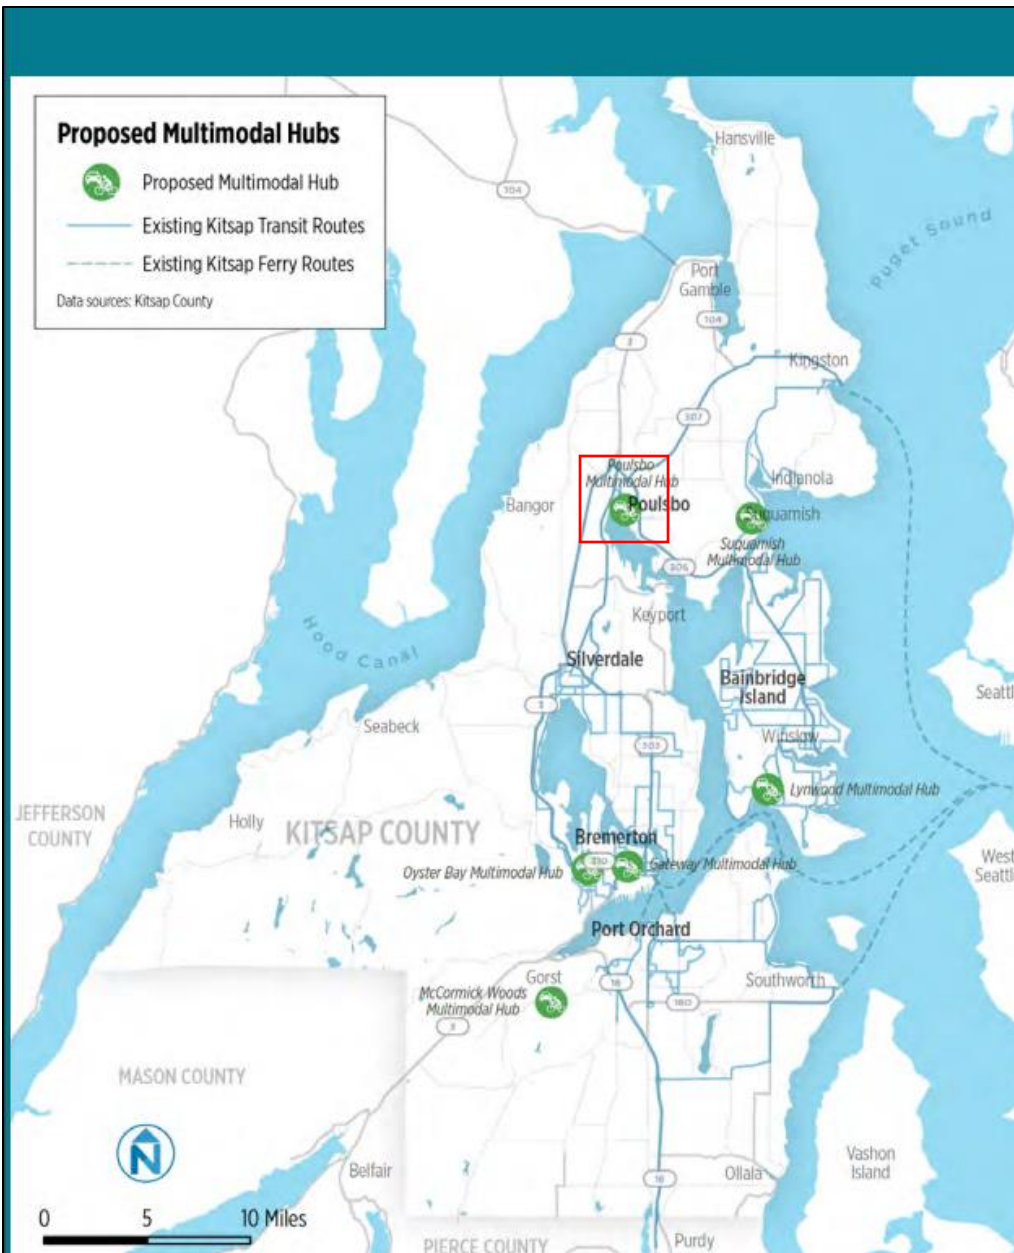 Proposed Multimodal Hubs
Proposed Multimodal Hub
Existing Kitsap Transit Routes
Existing Kitsap Ferry Routes
Data sources: Kitsap County
Hansville
104
Puget Sound
Port
Gamble
104
3
Kingston
307
Poulsbo
Multimodal Hub
Indianola
Bangor
Poulsbo
Suquamish
Suquamish
Multimodal Hub
305
Keyport
Hood Canal
Silverdale
Bainbridge
Island
Seattl
3
Seabeck
Winslow
303
Lynwood Multimodal Hub
JEFFERSON
COUNTY
Holly
KITSAP COUNTY
Bremerton
310
Oyster Bay Multimodal Hub
Gateway Multimodal Hub
West
Seattl
Port Orchard
Gorst
16
Southworth
McCormick Woods
Multimodal Hub
160
3
MASON COUNTY
N
Belfair
16
Ollala
Vashon
Island
0 5 10 Miles
PIERCE COUNTY
Purdy